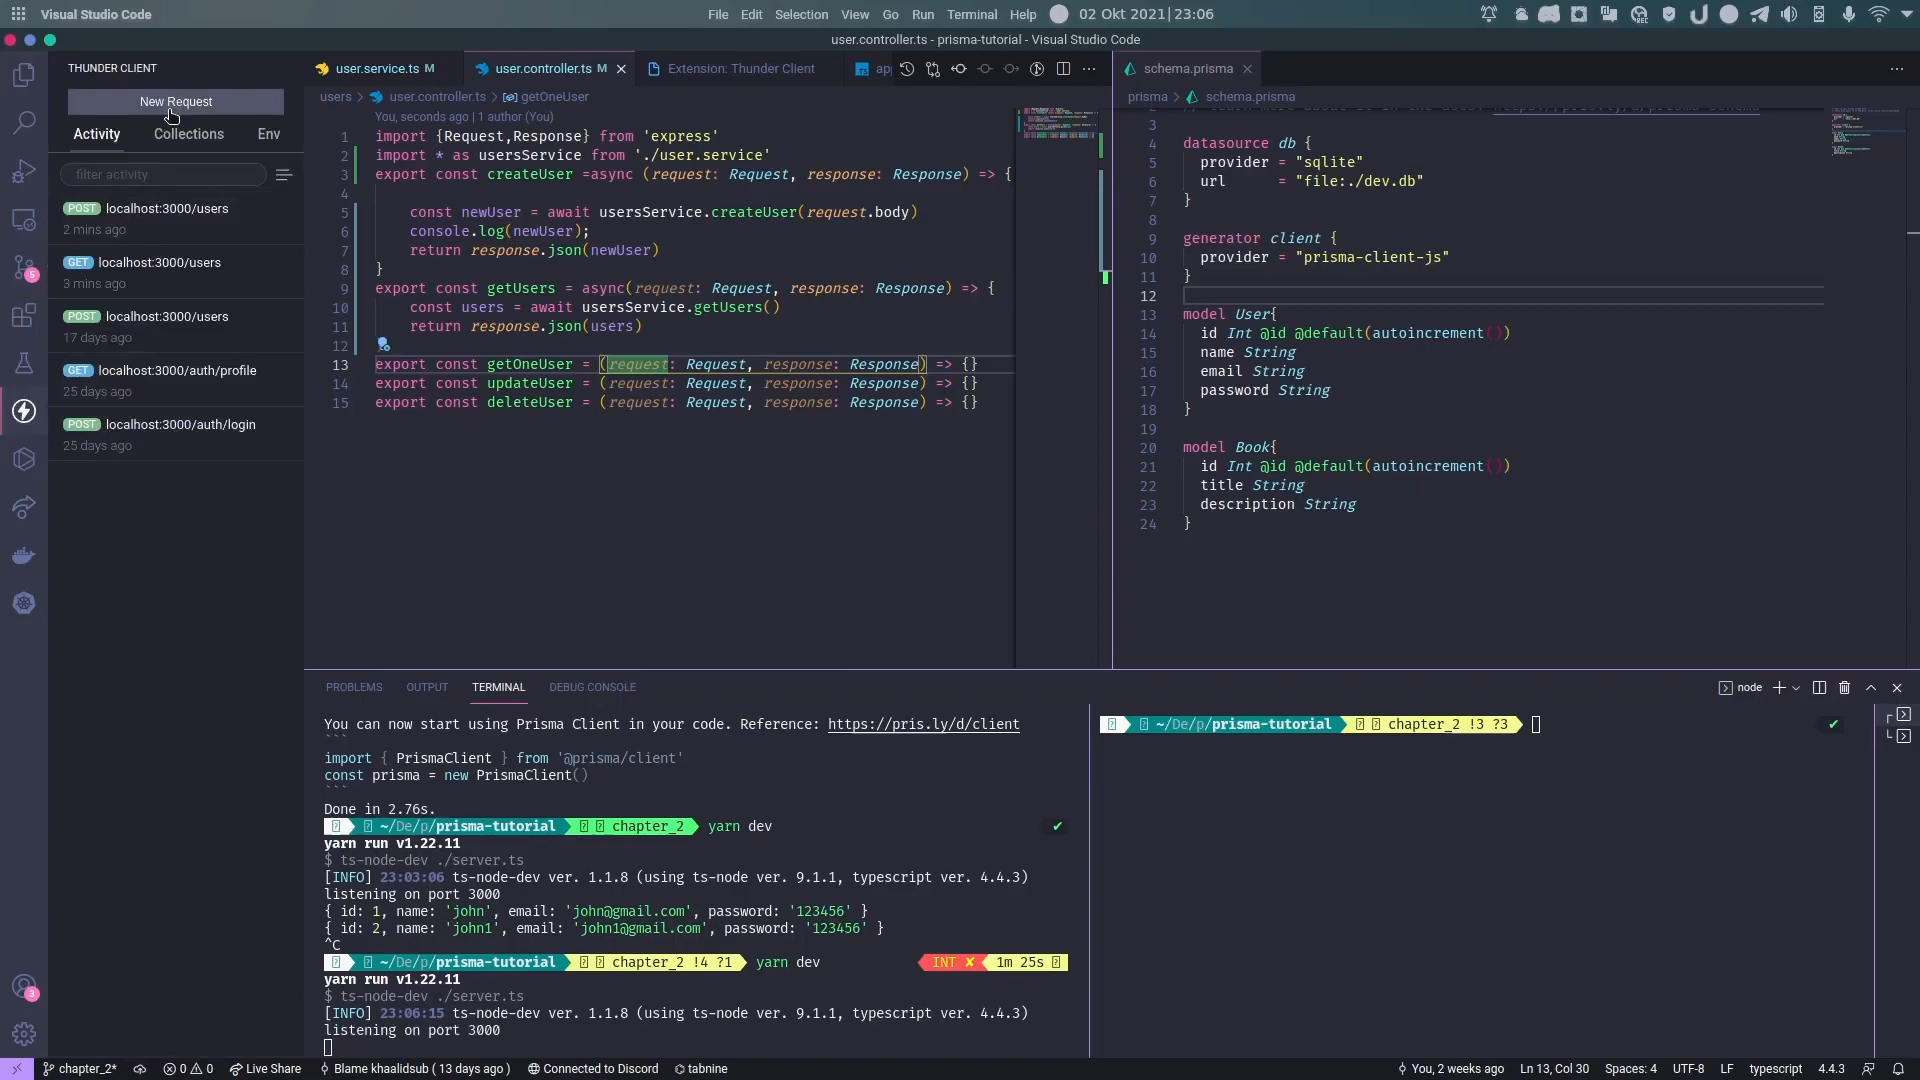 Visual Studio Code
File Edit Selection View Go Run Terminal Help
02 Okt 2021| 23:06
user.controller.ts - prisma-tutorial - Visual Studio Code
THUNDER CLIENT
New Request
Activity Collections Env
filter activity
POST localhost:3000/users
2 mins ago
GET localhost:3000/users
3 mins ago
POST localhost:3000/users
17 days ago
GET localhost:3000/auth/profile
25 days ago
POST localhost:3000/auth/login
25 days ago
user.service.ts M
user.controller.ts M
Extension: Thunder Client
TS ap
users > user.controller.ts > getOneUser
You, seconds ago | 1 author (You)
1 import {Request,Response} from 'express'
2 import * as usersService from './user.service'
3 export const createUser =async (request: Request, response: Response) => {
4
5 const newUser = await usersService.createUser(request.body)
6 console.log(newUser);
7 return response.json(newUser)
8 }
9 export const getUsers = async(request: Request, response: Response) => {
10 const users = await usersService.getUsers()
11 return response.json(users)
12
13 export const getOneUser = (request: Request, response: Response) => {}
14 export const updateUser = (request: Request, response: Response) => {}
15 export const deleteUser = (request: Request, response: Response) => {}
schema.prisma
prisma > schema.prisma
3
4 datasource db {
5 provider = "sqlite"
6 url = "file:./dev.db"
7 }
8
9 generator client {
10 provider = "prisma-client-js"
11 }
12
13 model User{
14 id Int @id @default(autoincrement())
15 name String
16 email String
17 password String
18 }
19
20 model Book{
21 id Int @id @default(autoincrement())
22 title String
23 description String
24 }
PROBLEMS OUTPUT TERMINAL DEBUG CONSOLE
node
You can now start using Prisma Client in your code. Reference: https://pris.ly/d/client
```
import { PrismaClient } from '@prisma/client'
const prisma = new PrismaClient()
```
Done in 2.76s.
~/De/p/prisma-tutorial chapter_2 yarn dev
yarn run v1.22.11
$ ts-node-dev ./server.ts
[INFO] 23:03:06 ts-node-dev ver. 1.1.8 (using ts-node ver. 9.1.1, typescript ver. 4.4.3)
listening on port 3000
{ id: 1, name: 'john', email: 'john@gmail.com', password: '123456' }
{ id: 2, name: 'john1', email: 'john1@gmail.com', password: '123456' }
^C
~/De/p/prisma-tutorial chapter_2 !4 ?1 yarn dev INT ✘ 1m 25s
yarn run v1.22.11
$ ts-node-dev ./server.ts
[INFO] 23:06:15 ts-node-dev ver. 1.1.8 (using ts-node ver. 9.1.1, typescript ver. 4.4.3)
listening on port 3000
~/De/p/prisma-tutorial chapter_2 !3 ?3
5
3
chapter_2* 0 0 Live Share Blame khaalidsub ( 13 days ago ) Connected to Discord tabnine
You, 2 weeks ago Ln 13, Col 30 Spaces: 4 UTF-8 LF typescript 4.4.3